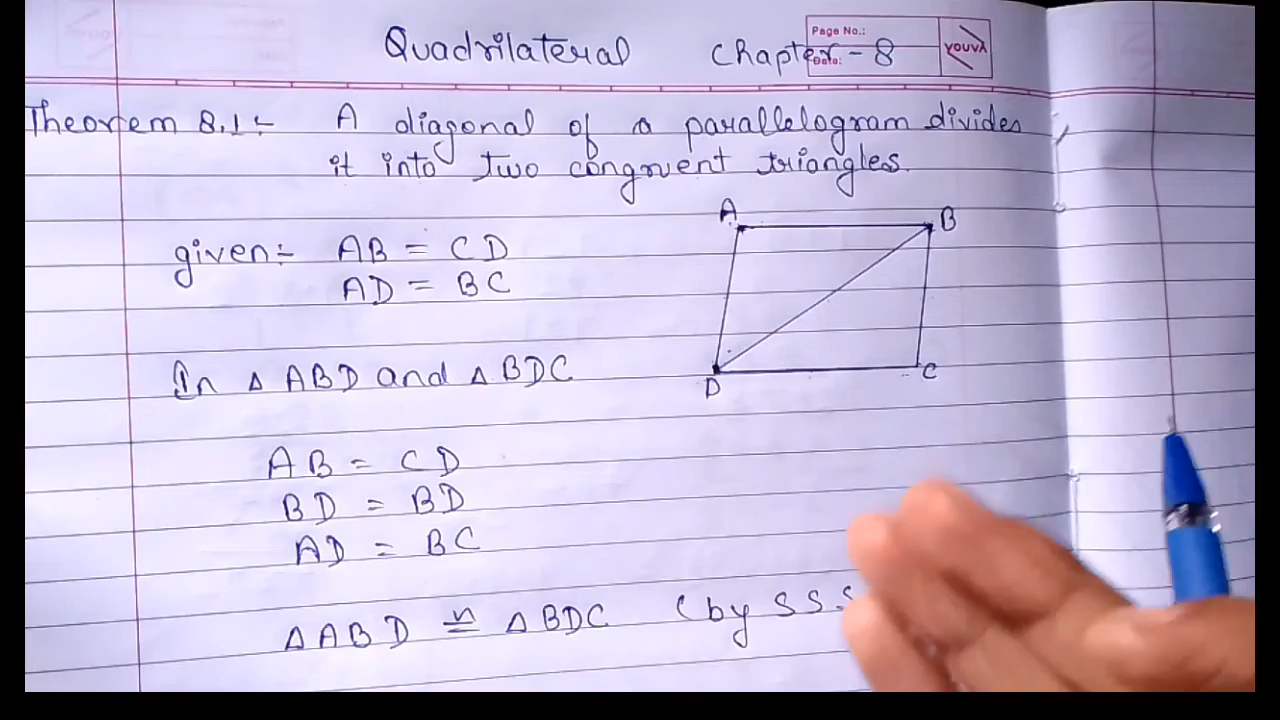 Quadrilateral Chapter - 8
Page No.:
Date:
YOUVA
Theorem 8.1:- A diagonal of a parallelogram divides
it into two congruent triangles.
A
B
given:- AB = CD
AD = BC
In △ ABD and △ BDC
D
C
AB = CD
BD = BD
AD = BC
△ABD ≅ △BDC (by SSS